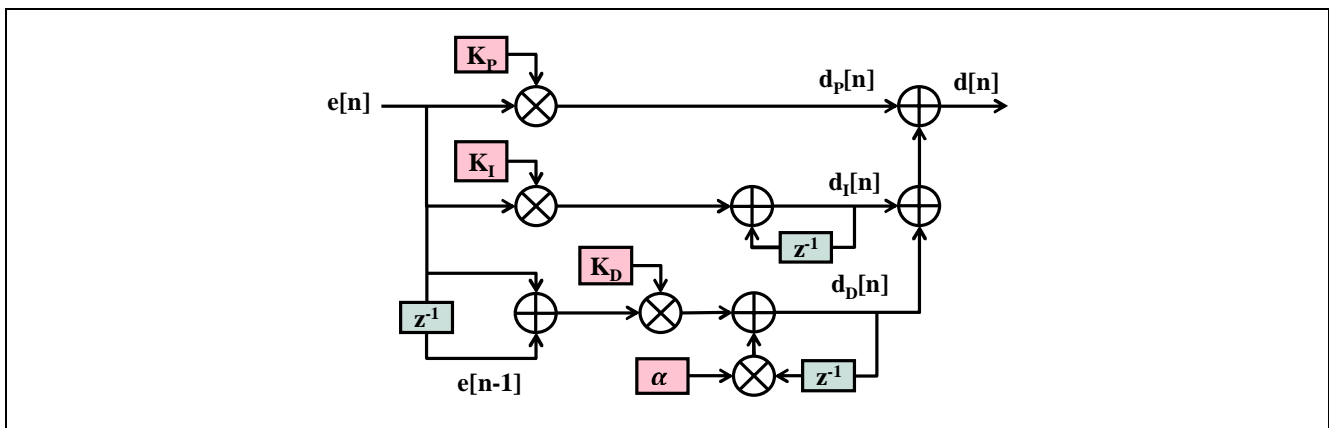 K_P
d_P[n]
d[n]
e[n]
K_I
d_I[n]
z^-1
K_D
d_D[n]
z^-1
e[n-1]
α
z^-1